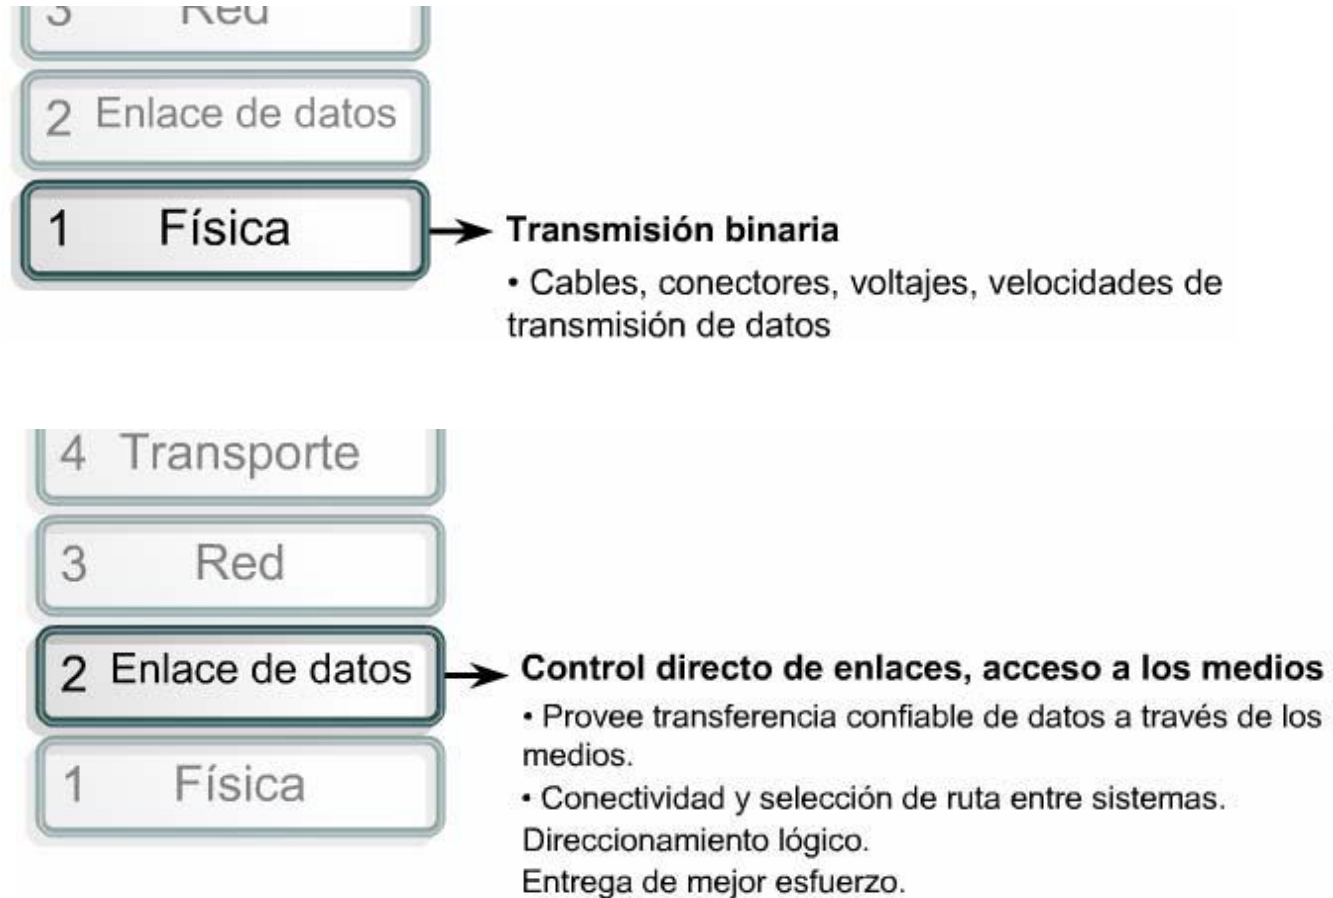 3 Red
2 Enlace de datos
1 Física
Transmisión binaria
• Cables, conectores, voltajes, velocidades de
transmisión de datos
4 Transporte
3 Red
2 Enlace de datos
1 Física
Control directo de enlaces, acceso a los medios
• Provee transferencia confiable de datos a través de los
medios.
• Conectividad y selección de ruta entre sistemas.
Direccionamiento lógico.
Entrega de mejor esfuerzo.